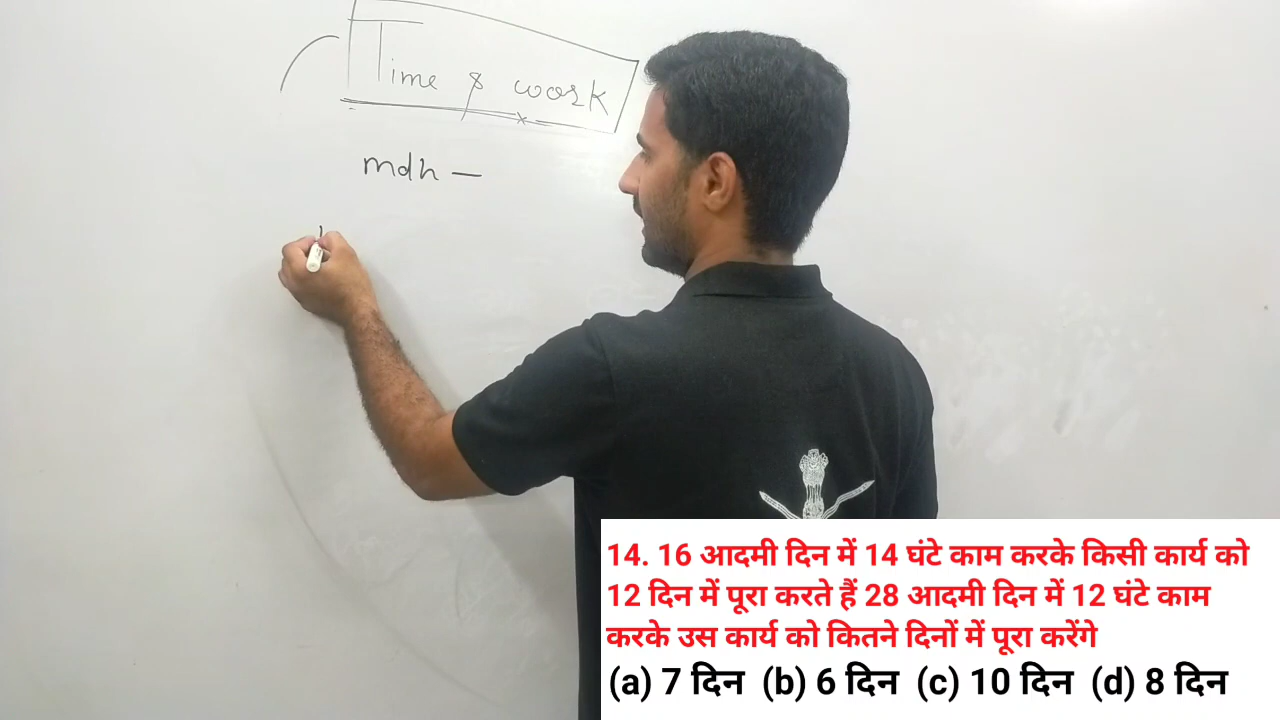 Time & work
mdh —
14. 16 आदमी दिन में 14 घंटे काम करके किसी कार्य को
12 दिन में पूरा करते हैं 28 आदमी दिन में 12 घंटे काम
करके उस कार्य को कितने दिनों में पूरा करेंगे
(a) 7 दिन (b) 6 दिन (c) 10 दिन (d) 8 दिन